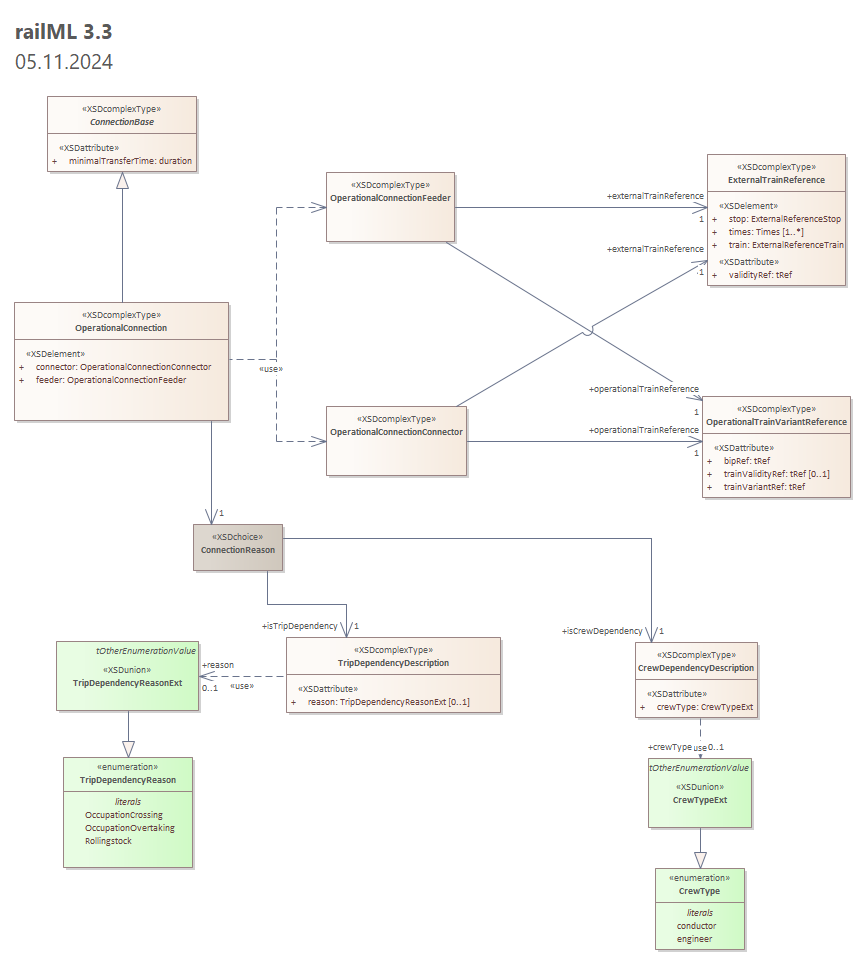 railML 3.3
05.11.2024
«XSDcomplexType»
ConnectionBase
«XSDattribute»
+ minimalTransferTime: duration
«XSDcomplexType»
OperationalConnectionFeeder
«XSDcomplexType»
ExternalTrainReference
«XSDelement»
+ stop: ExternalReferenceStop
+ times: Times [1..*]
+ train: ExternalReferenceTrain
«XSDattribute»
+ validityRef: tRef
+externalTrainReference
1
+externalTrainReference
1
«XSDcomplexType»
OperationalConnection
«XSDelement»
+ connector: OperationalConnectionConnector
+ feeder: OperationalConnectionFeeder
«use»
«XSDcomplexType»
OperationalConnectionConnector
+operationalTrainReference
1
+operationalTrainReference
1
«XSDcomplexType»
OperationalTrainVariantReference
«XSDattribute»
+ bipRef: tRef
+ trainValidityRef: tRef [0..1]
+ trainVariantRef: tRef
1
«XSDchoice»
ConnectionReason
+isTripDependency 1
+isCrewDependency 1
tOtherEnumerationValue
«XSDunion»
TripDependencyReasonExt
+reason
0..1 «use»
«XSDcomplexType»
TripDependencyDescription
«XSDattribute»
+ reason: TripDependencyReasonExt [0..1]
«XSDcomplexType»
CrewDependencyDescription
«XSDattribute»
+ crewType: CrewTypeExt
+crewType use 0..1
«enumeration»
TripDependencyReason
literals
OccupationCrossing
OccupationOvertaking
Rollingstock
tOtherEnumerationValue
«XSDunion»
CrewTypeExt
«enumeration»
CrewType
literals
conductor
engineer